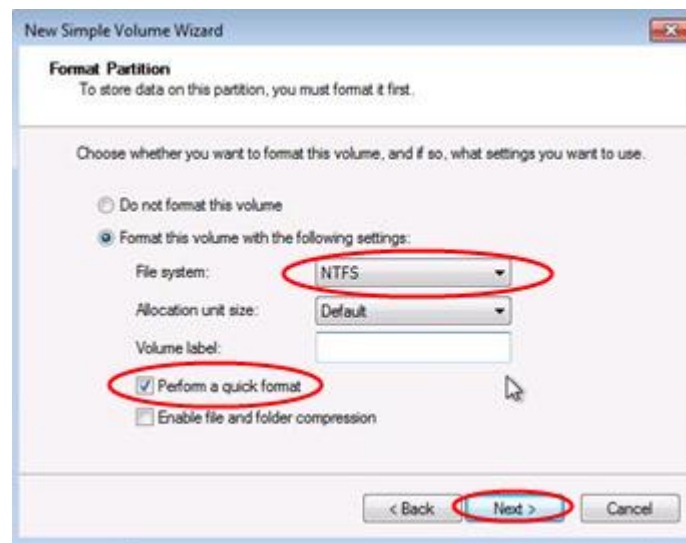 New Simple Volume Wizard
Format Partition
To store data on this partition, you must format it first.
Choose whether you want to format this volume, and if so, what settings you want to use.
Do not format this volume
Format this volume with the following settings:
File system: NTFS
Allocation unit size: Default
Volume label:
Perform a quick format
Enable file and folder compression
< Back Next > Cancel